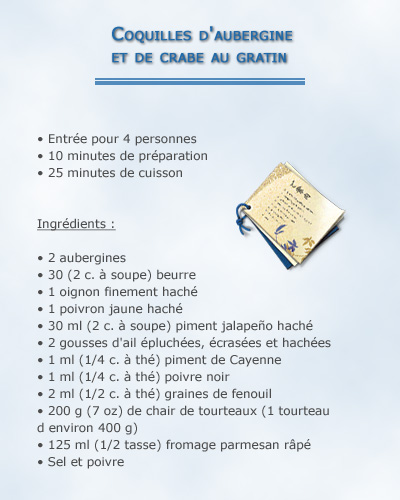 COQUILLES D'AUBERGINE
ET DE CRABE AU GRATIN
• Entrée pour 4 personnes
• 10 minutes de préparation
• 25 minutes de cuisson
Ingrédients :
• 2 aubergines
• 30 (2 c. à soupe) beurre
• 1 oignon finement haché
• 1 poivron jaune haché
• 30 ml (2 c. à soupe) piment jalapeño haché
• 2 gousses d'ail épluchées, écrasées et hachées
• 1 ml (1/4 c. à thé) piment de Cayenne
• 1 ml (1/4 c. à thé) poivre noir
• 2 ml (1/2 c. à thé) graines de fenouil
• 200 g (7 oz) de chair de tourteaux (1 tourteau
d environ 400 g)
• 125 ml (1/2 tasse) fromage parmesan râpé
• Sel et poivre